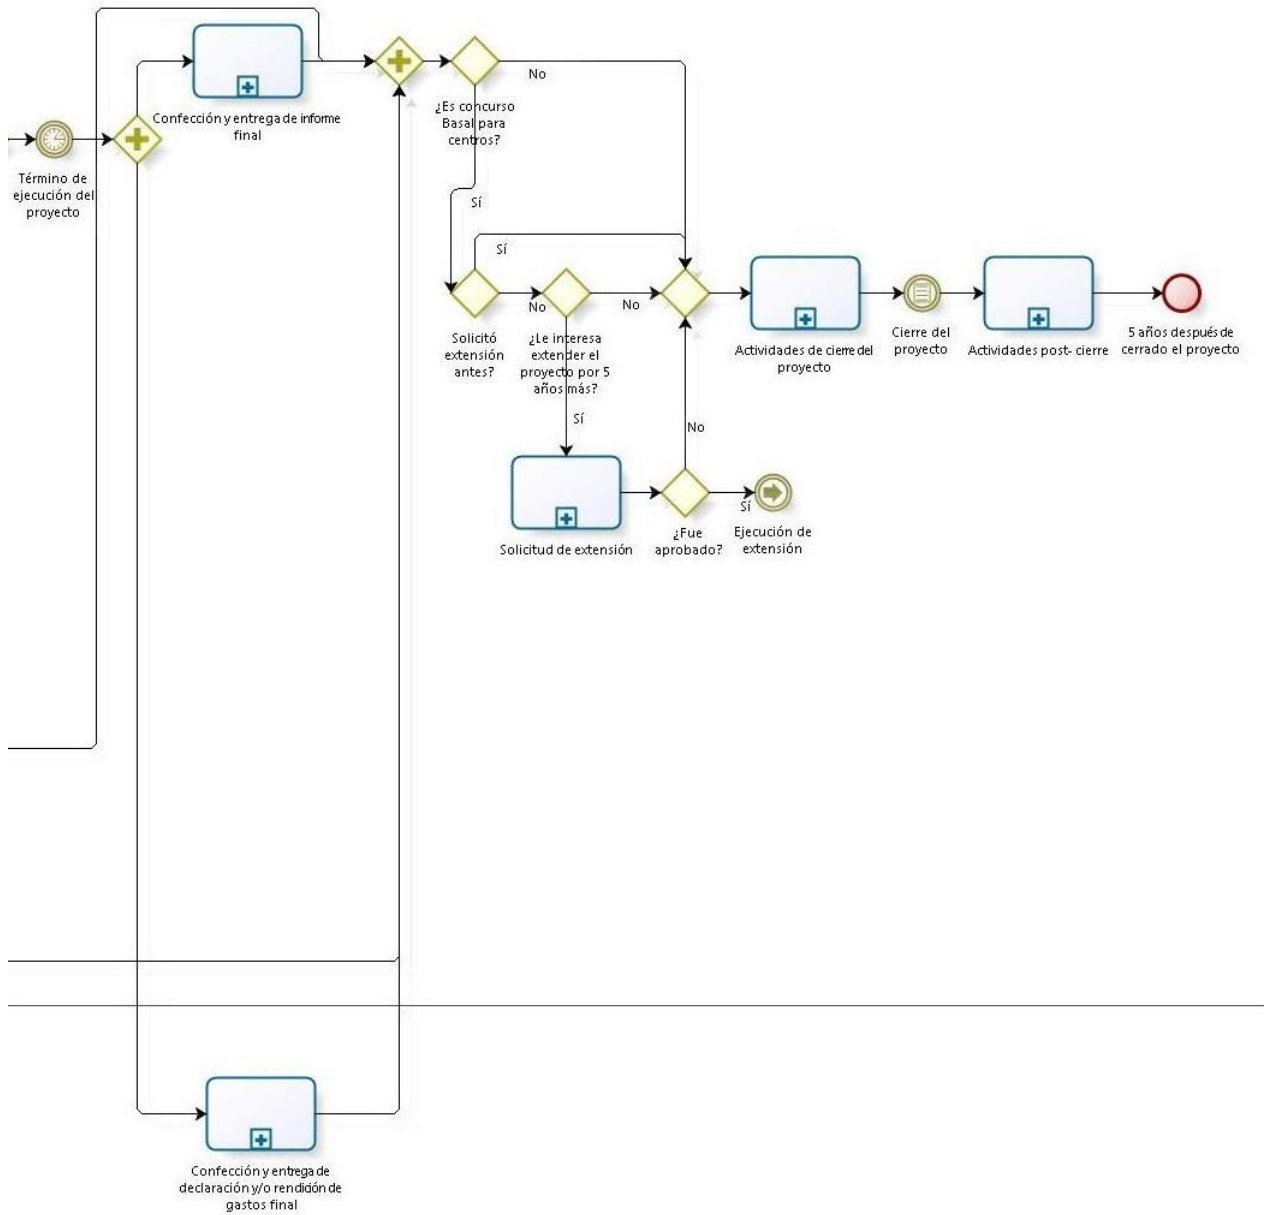 Confección y entrega de informe
final
Término de
ejecución del
proyecto
No
¿Es concurso
Basal para
centros?
Sí
Sí
No
No
Solicitó
extensión
antes?
¿Le interesa
extender el
proyecto por 5
años más?
Actividades de cierre del
proyecto
Cierre del
proyecto
Actividades post- cierre
5 años después de
cerrado el proyecto
Sí
No
Solicitud de extensión
¿Fue
aprobado?
Sí
Ejecución de
extensión
Confección y entrega de
declaración y/o rendición de
gastos final